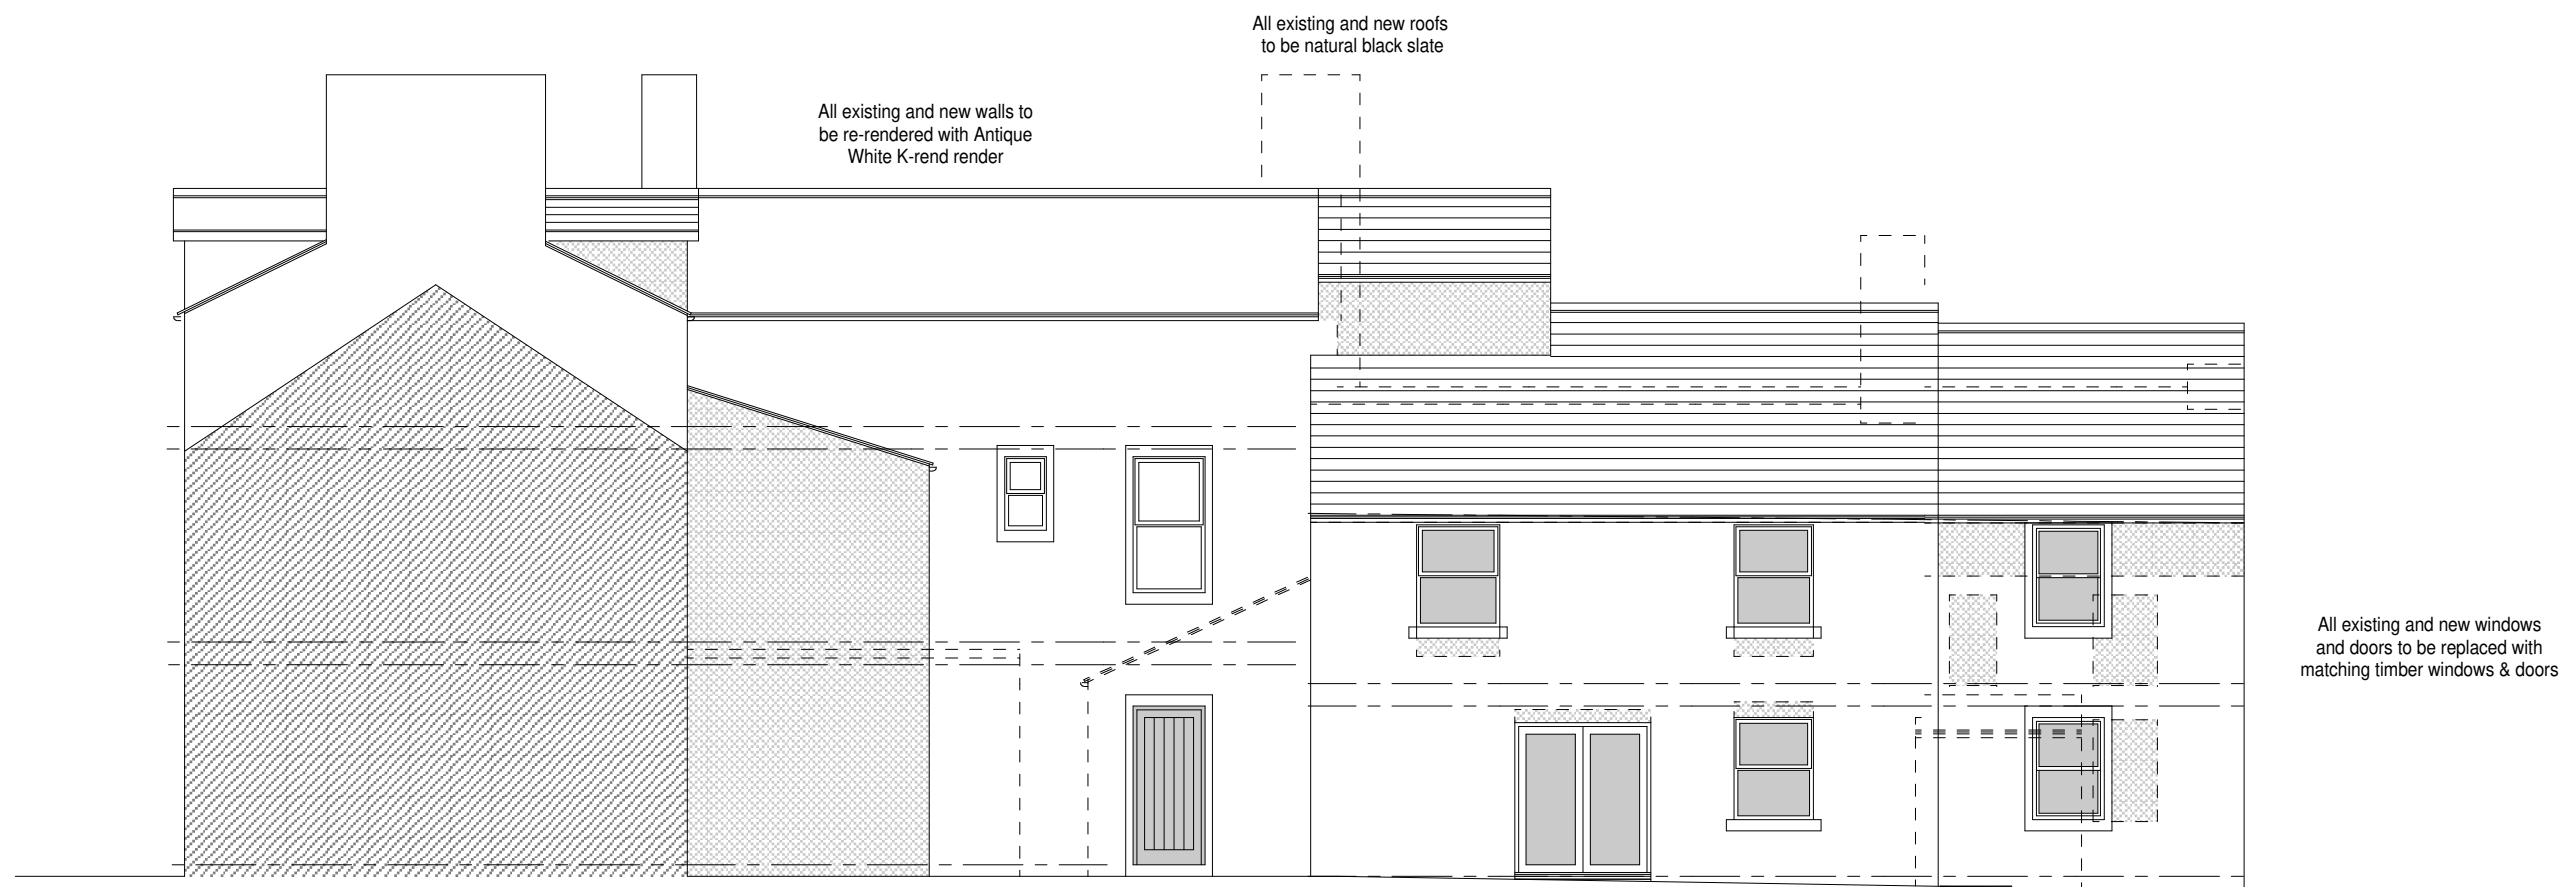 All existing and new roofs
to be natural black slate
All existing and new walls to
be re-rendered with Antique
White K-rend render
All existing and new windows
and doors to be replaced with
matching timber windows & doors